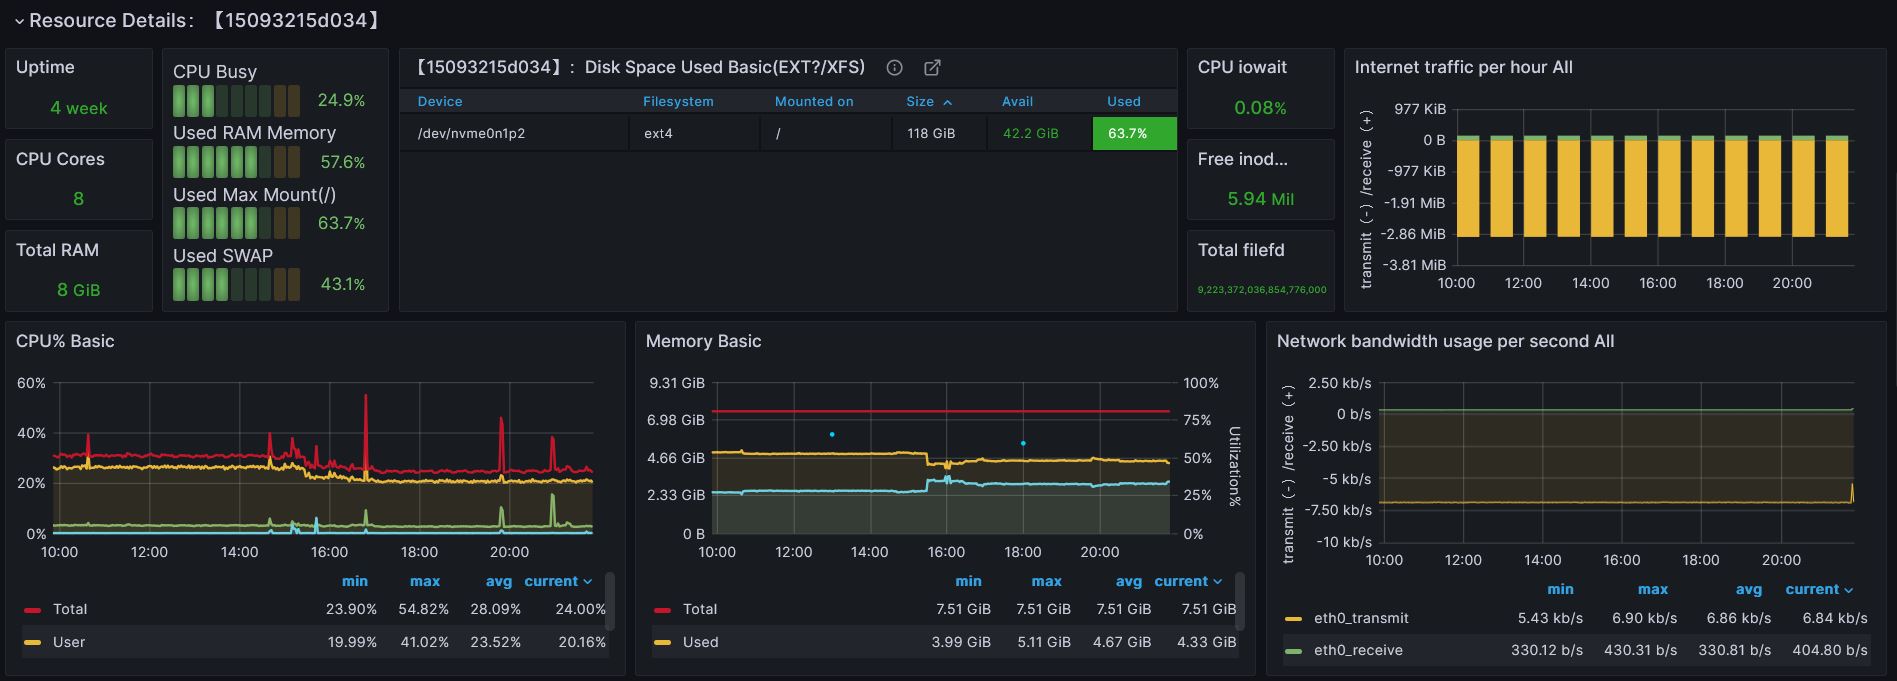 Resource Details：【15093215d034】
Uptime
4 week
CPU Cores
8
Total RAM
8 GiB
CPU Busy
24.9%
Used RAM Memory
57.6%
Used Max Mount(/)
63.7%
Used SWAP
43.1%
【15093215d034】：Disk Space Used Basic(EXT?/XFS)
Device Filesystem Mounted on Size Avail Used
/dev/nvme0n1p2 ext4 / 118 GiB 42.2 GiB 63.7%
CPU iowait
0.08%
Free inod...
5.94 Mil
Total filefd
9,223,372,036,854,776,000
Internet traffic per hour All
transmit（-）/receive（+）
977 KiB
0 B
-977 KiB
-1.91 MiB
-2.86 MiB
-3.81 MiB
10:00 12:00 14:00 16:00 18:00 20:00
CPU% Basic
60%
40%
20%
0%
10:00 12:00 14:00 16:00 18:00 20:00
min max avg current
Total 23.90% 54.82% 28.09% 24.00%
User 19.99% 41.02% 23.52% 20.16%
Memory Basic
9.31 GiB 100%
6.98 GiB 75%
4.66 GiB 50%
2.33 GiB 25%
0 B 0%
Utilization%
10:00 12:00 14:00 16:00 18:00 20:00
min max avg current
Total 7.51 GiB 7.51 GiB 7.51 GiB 7.51 GiB
Used 3.99 GiB 5.11 GiB 4.67 GiB 4.33 GiB
Network bandwidth usage per second All
transmit（-）/receive（+）
2.50 kb/s
0 b/s
-2.50 kb/s
-5 kb/s
-7.50 kb/s
-10 kb/s
10:00 12:00 14:00 16:00 18:00 20:00
min max avg current
eth0_transmit 5.43 kb/s 6.90 kb/s 6.86 kb/s 6.84 kb/s
eth0_receive 330.12 b/s 430.31 b/s 330.81 b/s 404.80 b/s